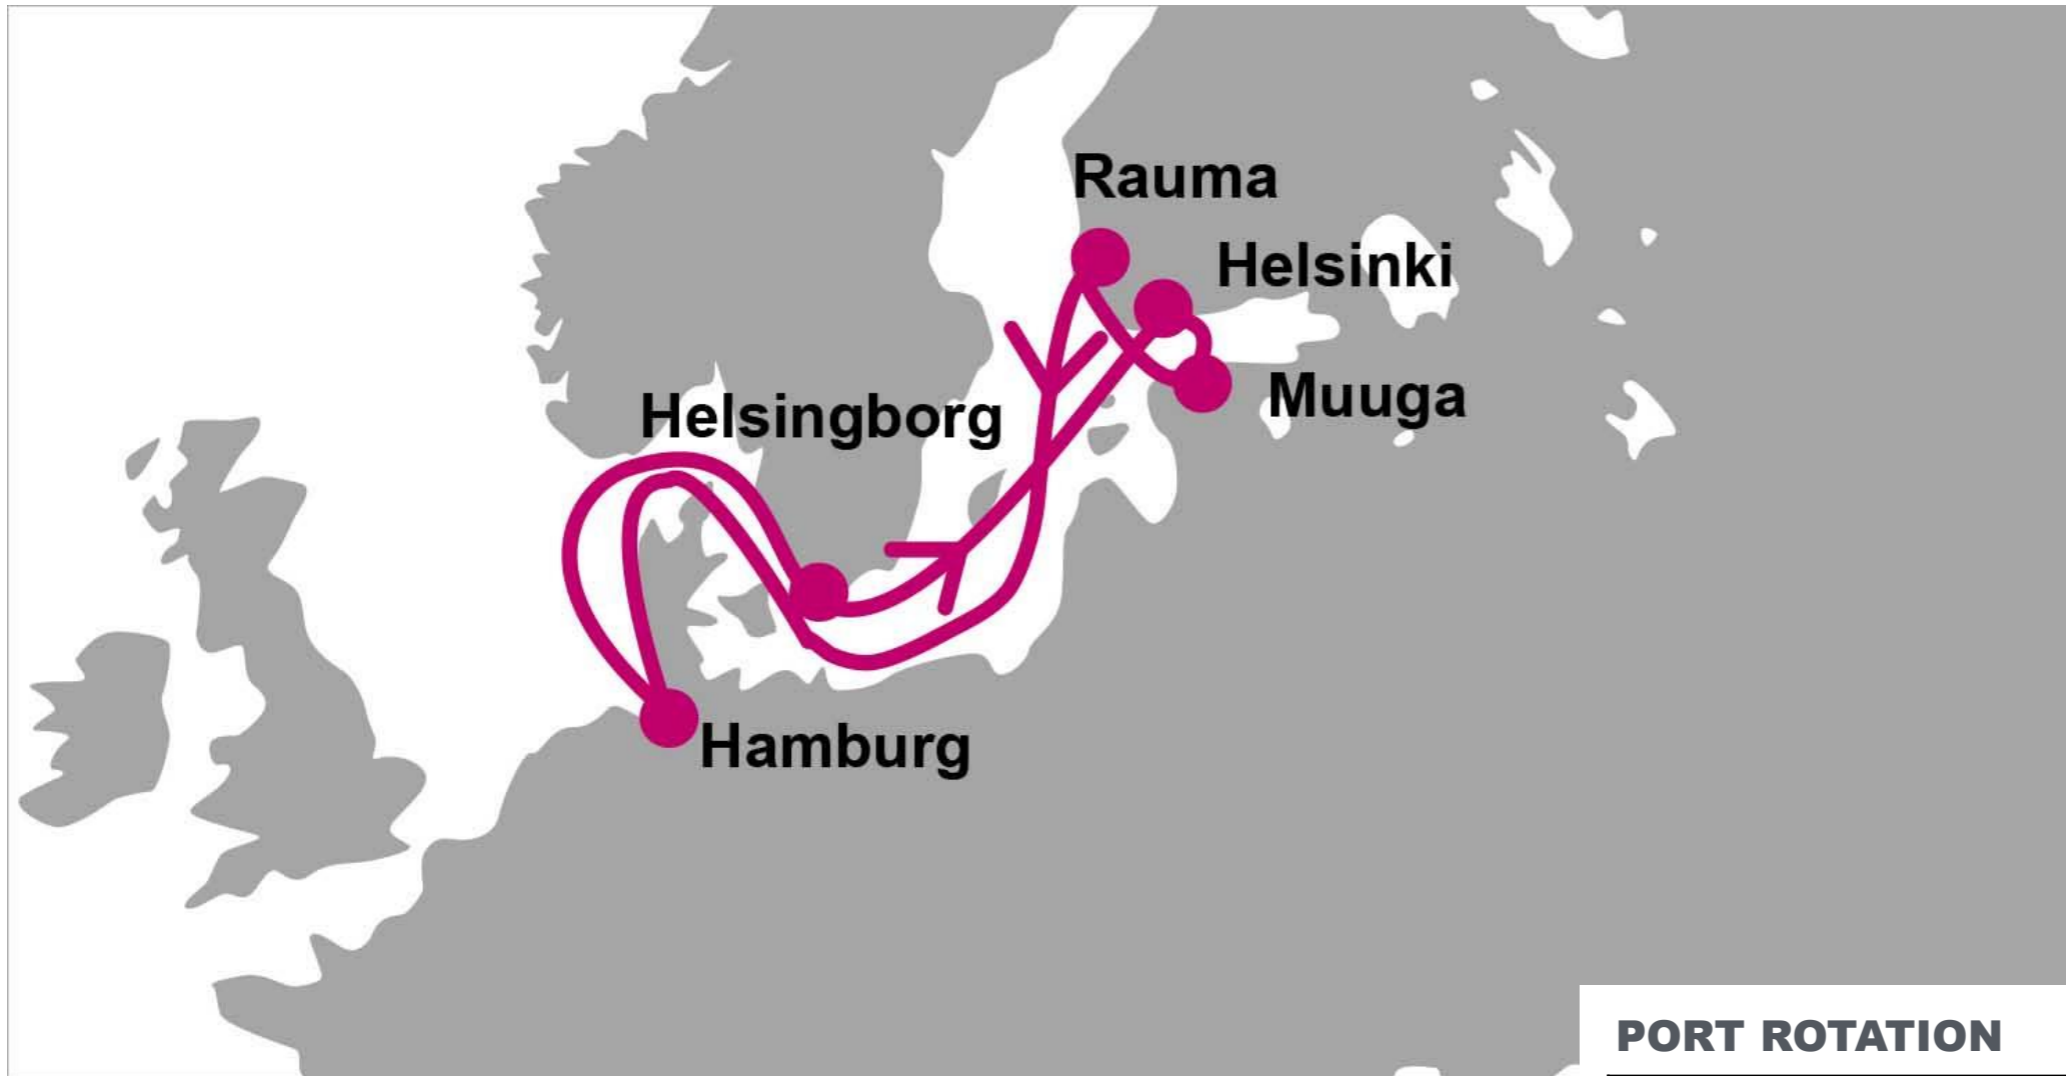 Rauma
Helsinki
Muuga
Helsingborg
Hamburg
PORT ROTATION